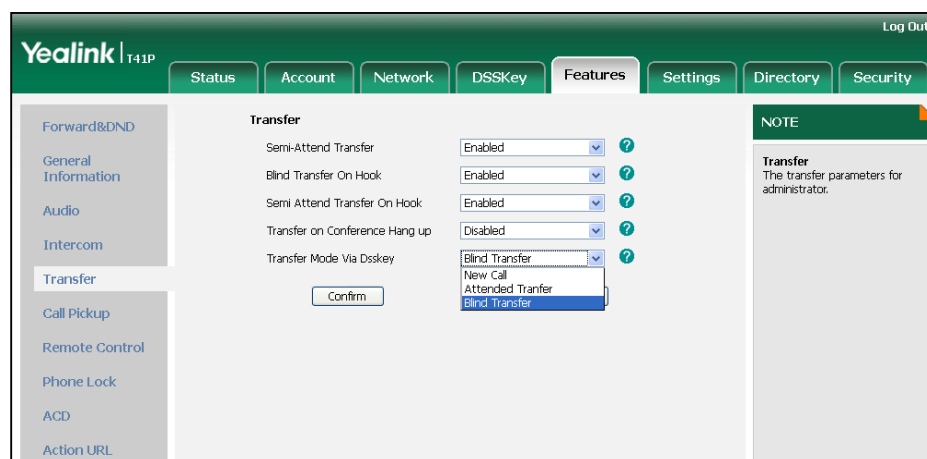 Log Out
Yealink | T41P
Status Account Network DSSKey Features Settings Directory Security
Forward&DND
General
Information
Audio
Intercom
Transfer
Call Pickup
Remote Control
Phone Lock
ACD
Action URL
Transfer
Semi-Attend Transfer Enabled
Blind Transfer On Hook Enabled
Semi Attend Transfer On Hook Enabled
Transfer on Conference Hang up Disabled
Transfer Mode Via Dsskey Blind Transfer
New Call
Attended Tranfer
Blind Transfer
Confirm
NOTE
Transfer
The transfer parameters for
administrator.